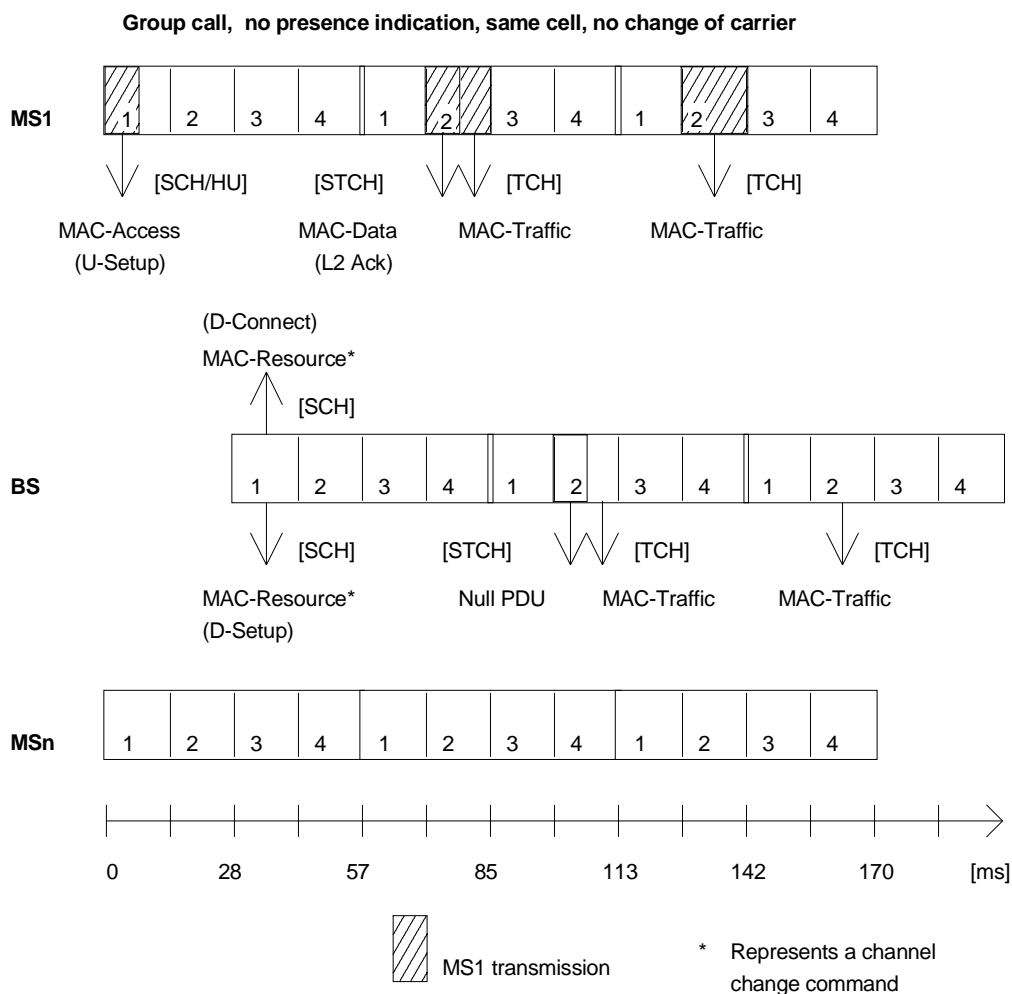 Group call, no presence indication, same cell, no change of carrier
MS1
1 2 3 4 1 2 3 4 1 2 3 4
[SCH/HU] [STCH] [TCH] [TCH]
MAC-Access MAC-Data MAC-Traffic MAC-Traffic
(U-Setup) (L2 Ack)
(D-Connect)
MAC-Resource*
[SCH]
BS
1 2 3 4 1 2 3 4 1 2 3 4
[SCH] [STCH] [TCH] [TCH]
MAC-Resource* Null PDU MAC-Traffic MAC-Traffic
(D-Setup)
MSn
1 2 3 4 1 2 3 4 1 2 3 4
0 28 57 85 113 142 170 [ms]
MS1 transmission
* Represents a channel
change command